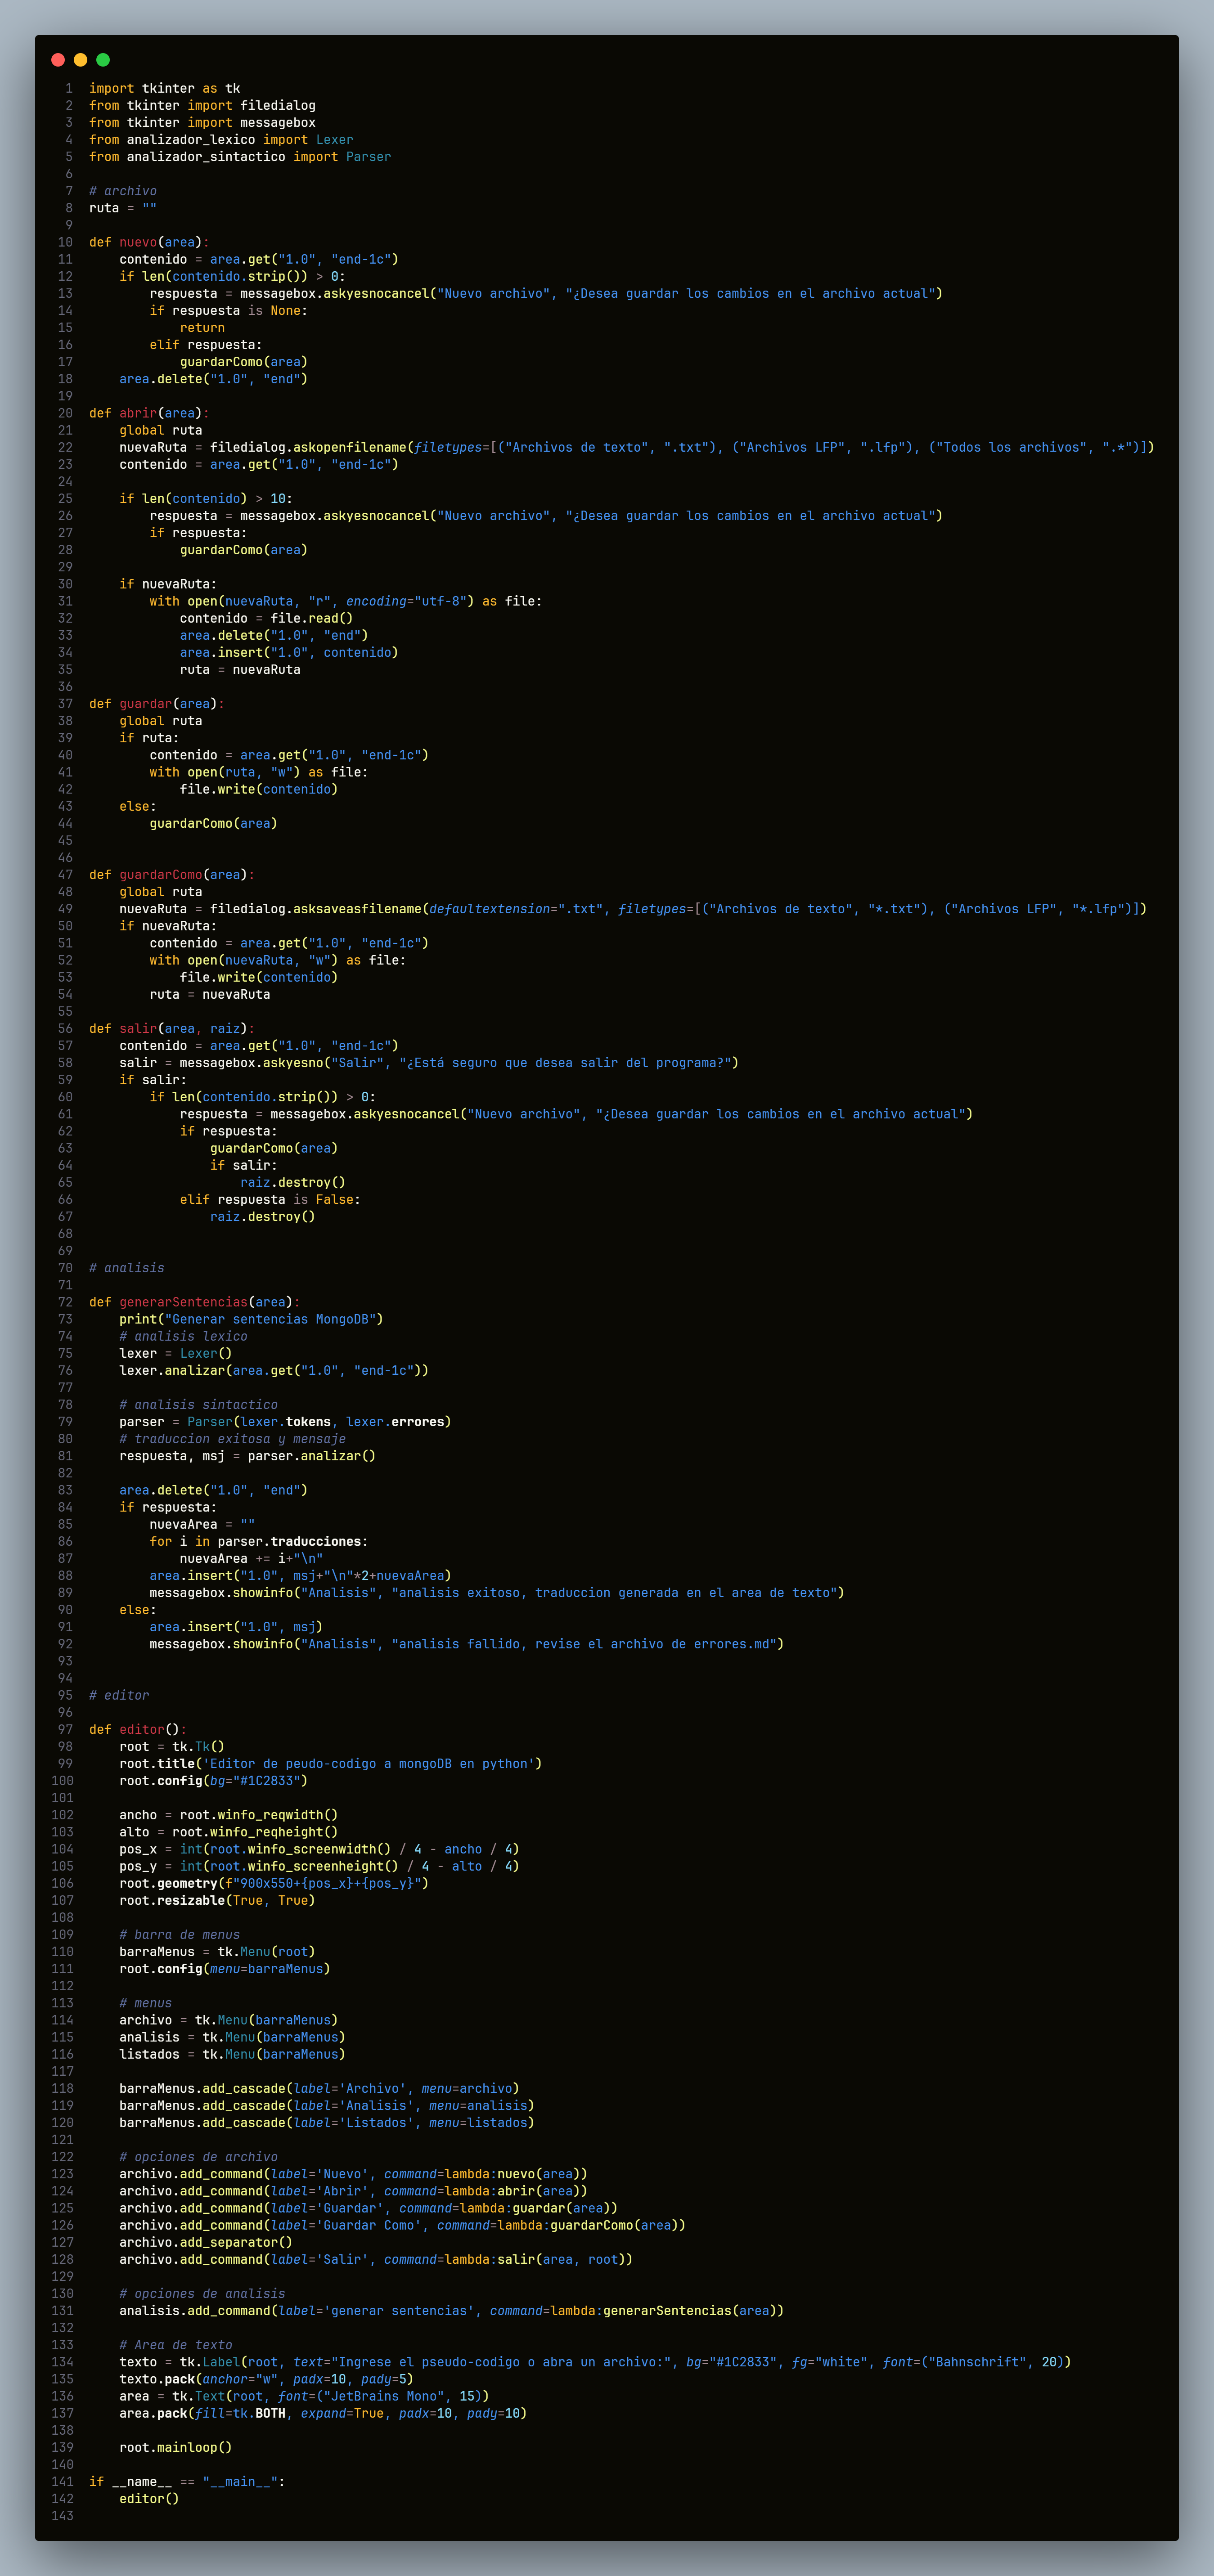 1 import tkinter as tk
2 from tkinter import filedialog
3 from tkinter import messagebox
4 from analizador_lexico import Lexer
5 from analizador_sintactico import Parser
6
7 # archivo
8 ruta = ""
9
10 def nuevo(area):
11     contenido = area.get("1.0", "end-1c")
12     if len(contenido.strip()) > 0:
13         respuesta = messagebox.askyesnocancel("Nuevo archivo", "¿Desea guardar los cambios en el archivo actual")
14         if respuesta is None:
15             return
16         elif respuesta:
17             guardarComo(area)
18     area.delete("1.0", "end")
19
20 def abrir(area):
21     global ruta
22     nuevaRuta = filedialog.askopenfilename(filetypes=[("Archivos de texto", ".txt"), ("Archivos LFP", ".lfp"), ("Todos los archivos", ".*")])
23     contenido = area.get("1.0", "end-1c")
24
25     if len(contenido) > 10:
26         respuesta = messagebox.askyesnocancel("Nuevo archivo", "¿Desea guardar los cambios en el archivo actual")
27         if respuesta:
28             guardarComo(area)
29
30     if nuevaRuta:
31         with open(nuevaRuta, "r", encoding="utf-8") as file:
32             contenido = file.read()
33             area.delete("1.0", "end")
34             area.insert("1.0", contenido)
35             ruta = nuevaRuta
36
37 def guardar(area):
38     global ruta
39     if ruta:
40         contenido = area.get("1.0", "end-1c")
41         with open(ruta, "w") as file:
42             file.write(contenido)
43     else:
44         guardarComo(area)
45
46
47 def guardarComo(area):
48     global ruta
49     nuevaRuta = filedialog.asksaveasfilename(defaultextension=".txt", filetypes=[("Archivos de texto", "*.txt"), ("Archivos LFP", "*.lfp")])
50     if nuevaRuta:
51         contenido = area.get("1.0", "end-1c")
52         with open(nuevaRuta, "w") as file:
53             file.write(contenido)
54         ruta = nuevaRuta
55
56 def salir(area, raiz):
57     contenido = area.get("1.0", "end-1c")
58     salir = messagebox.askyesno("Salir", "¿Está seguro que desea salir del programa?")
59     if salir:
60         if len(contenido.strip()) > 0:
61             respuesta = messagebox.askyesnocancel("Nuevo archivo", "¿Desea guardar los cambios en el archivo actual")
62             if respuesta:
63                 guardarComo(area)
64                 if salir:
65                     raiz.destroy()
66             elif respuesta is False:
67                 raiz.destroy()
68
69
70 # analisis
71
72 def generarSentencias(area):
73     print("Generar sentencias MongoDB")
74     # analisis lexico
75     lexer = Lexer()
76     lexer.analizar(area.get("1.0", "end-1c"))
77
78     # analisis sintactico
79     parser = Parser(lexer.tokens, lexer.errores)
80     # traduccion exitosa y mensaje
81     respuesta, msj = parser.analizar()
82
83     area.delete("1.0", "end")
84     if respuesta:
85         nuevaArea = ""
86         for i in parser.traducciones:
87             nuevaArea += i+"\n"
88         area.insert("1.0", msj+"\n"*2+nuevaArea)
89         messagebox.showinfo("Analisis", "analisis exitoso, traduccion generada en el area de texto")
90     else:
91         area.insert("1.0", msj)
92         messagebox.showinfo("Analisis", "analisis fallido, revise el archivo de errores.md")
93
94
95 # editor
96
97 def editor():
98     root = tk.Tk()
99     root.title('Editor de peudo-codigo a mongoDB en python')
100     root.config(bg="#1C2833")
101
102     ancho = root.winfo_reqwidth()
103     alto = root.winfo_reqheight()
104     pos_x = int(root.winfo_screenwidth() / 4 - ancho / 4)
105     pos_y = int(root.winfo_screenheight() / 4 - alto / 4)
106     root.geometry(f"900x550+{pos_x}+{pos_y}")
107     root.resizable(True, True)
108
109     # barra de menus
110     barraMenus = tk.Menu(root)
111     root.config(menu=barraMenus)
112
113     # menus
114     archivo = tk.Menu(barraMenus)
115     analisis = tk.Menu(barraMenus)
116     listados = tk.Menu(barraMenus)
117
118     barraMenus.add_cascade(label='Archivo', menu=archivo)
119     barraMenus.add_cascade(label='Analisis', menu=analisis)
120     barraMenus.add_cascade(label='Listados', menu=listados)
121
122     # opciones de archivo
123     archivo.add_command(label='Nuevo', command=lambda:nuevo(area))
124     archivo.add_command(label='Abrir', command=lambda:abrir(area))
125     archivo.add_command(label='Guardar', command=lambda:guardar(area))
126     archivo.add_command(label='Guardar Como', command=lambda:guardarComo(area))
127     archivo.add_separator()
128     archivo.add_command(label='Salir', command=lambda:salir(area, root))
129
130     # opciones de analisis
131     analisis.add_command(label='generar sentencias', command=lambda:generarSentencias(area))
132
133     # Area de texto
134     texto = tk.Label(root, text="Ingrese el pseudo-codigo o abra un archivo:", bg="#1C2833", fg="white", font=("Bahnschrift", 20))
135     texto.pack(anchor="w", padx=10, pady=5)
136     area = tk.Text(root, font=("JetBrains Mono", 15))
137     area.pack(fill=tk.BOTH, expand=True, padx=10, pady=10)
138
139     root.mainloop()
140
141 if __name__ == "__main__":
142     editor()
143